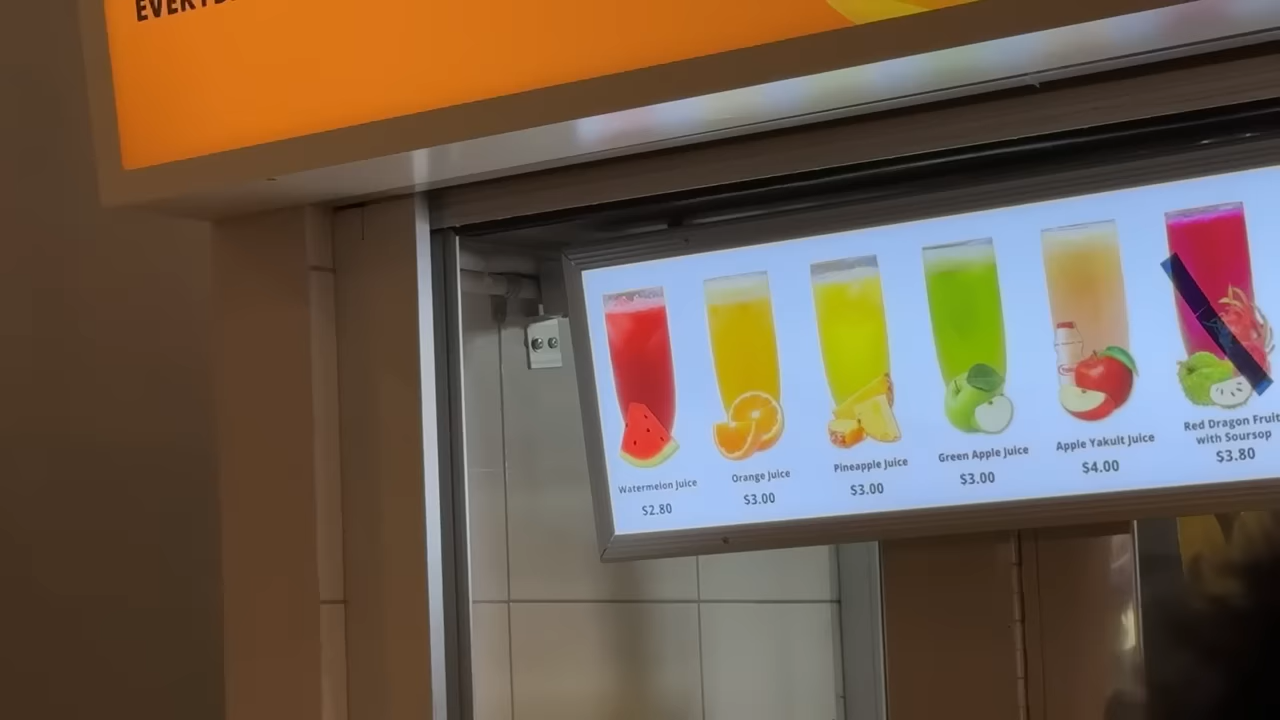 Watermelon Juice
$2.80
Orange Juice
$3.00
Pineapple Juice
$3.00
Green Apple Juice
$3.00
Apple Yakult Juice
$4.00
Red Dragon Fruit
with Soursop
$3.80